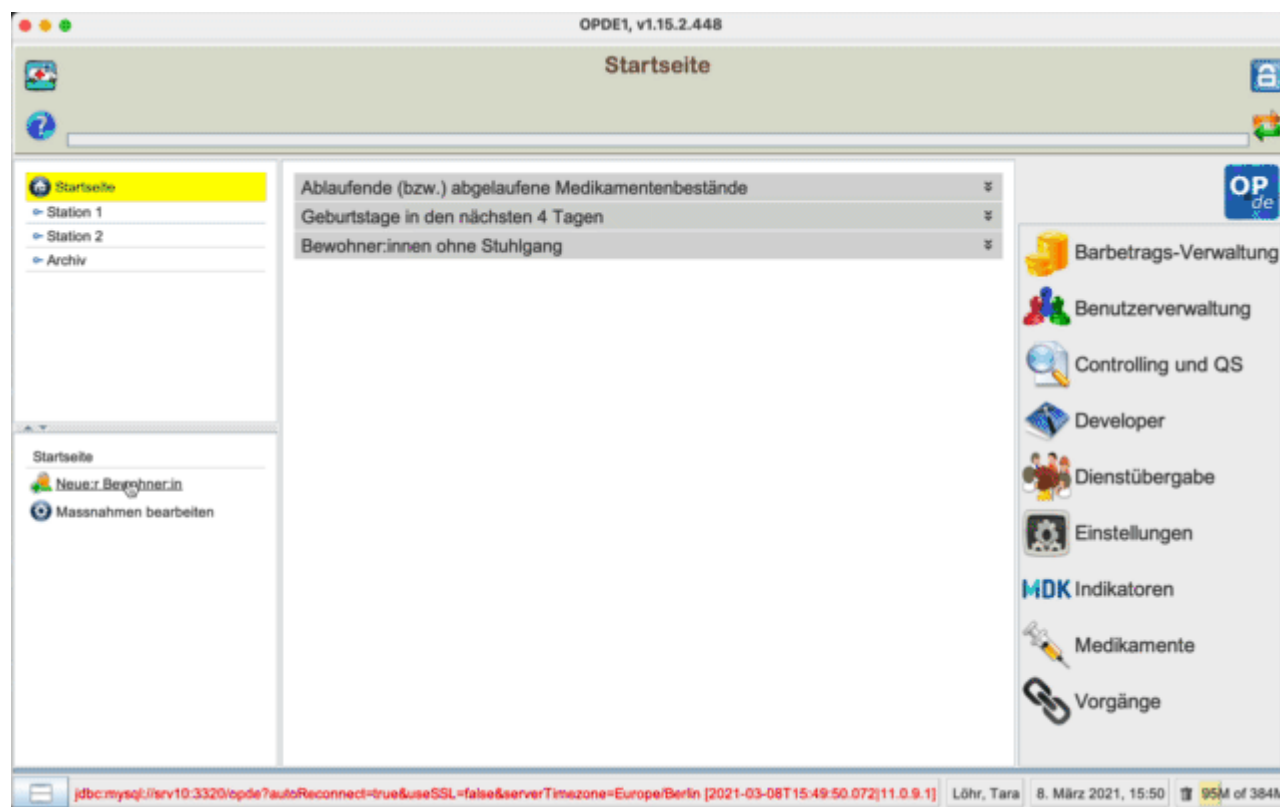 OPDE1, v1.15.2.448
Startseite
Startseite
Station 1
Station 2
Archiv
Ablaufende (bzw.) abgelaufene Medikamentenbestände
Geburtstage in den nächsten 4 Tagen
Bewohner:innen ohne Stuhlgang
OP
de
Barbetrags-Verwaltung
Benutzerverwaltung
Controlling und QS
Developer
Dienstübergabe
Einstellungen
MDK Indikatoren
Medikamente
Vorgänge
Startseite
Neue:r Bewohner:in
Massnahmen bearbeiten
jdbc:mysql://srv10:3320/opde?autoReconnect=true&useSSL=false&serverTimezone=Europe/Berlin [2021-03-08T15:49:50.072|11.0.9.1]
Löhr, Tara
8. März 2021, 15:50
95M of 384M